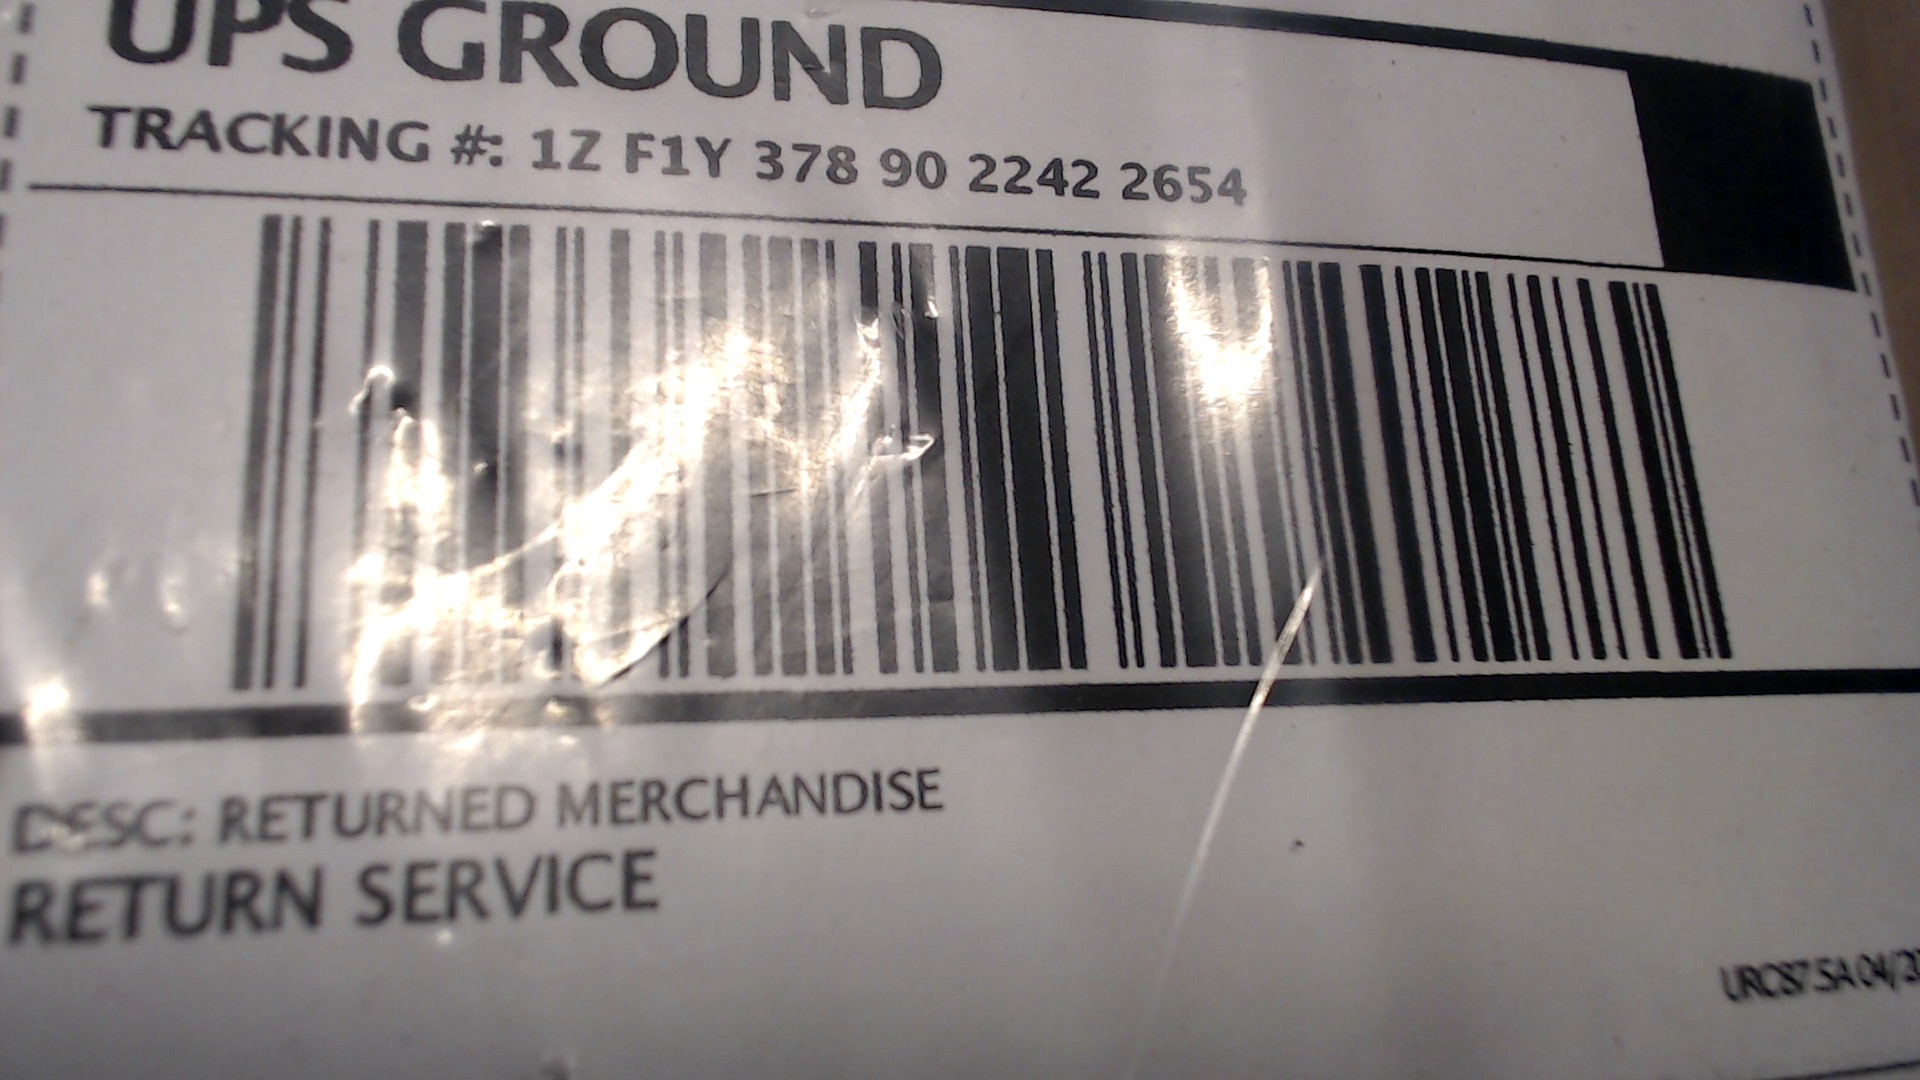 UPS GROUND
TRACKING #: 1Z F1Y 378 90 2242 2654
DESC: RETURNED MERCHANDISE
RETURN SERVICE